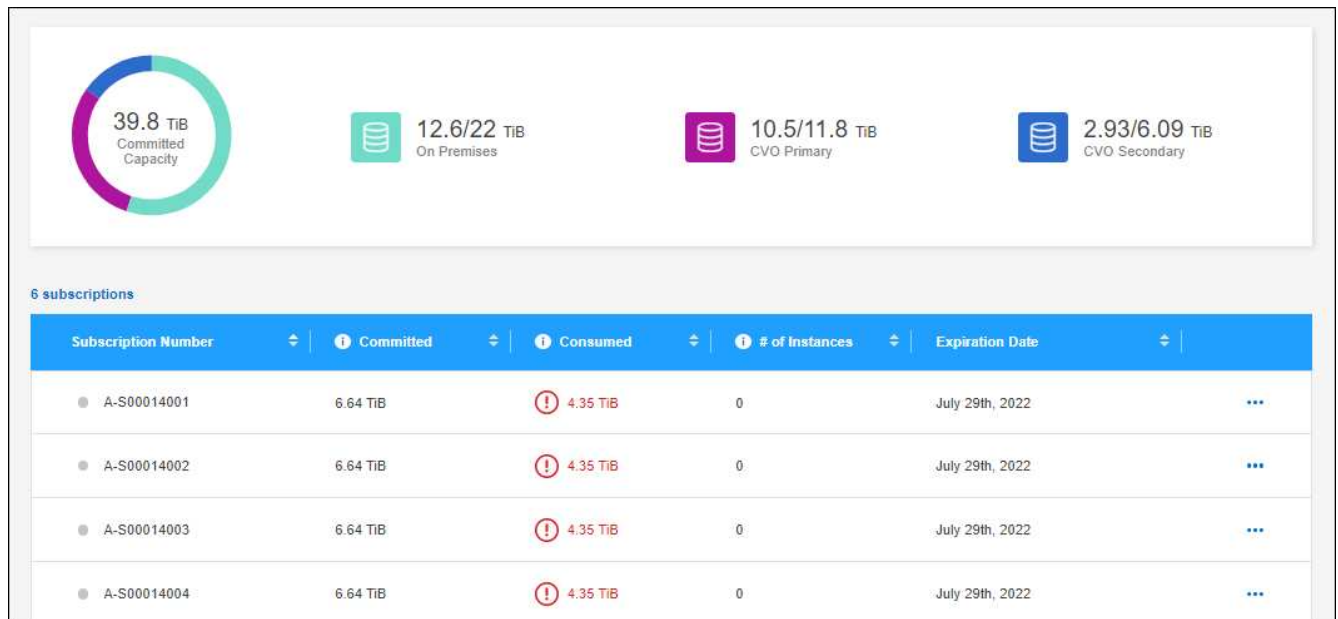 39.8 TiB
Committed
Capacity
12.6/22 TiB
On Premises
10.5/11.8 TiB
CVO Primary
2.93/6.09 TiB
CVO Secondary
6 subscriptions
Subscription Number Committed Consumed # of Instances Expiration Date
A-S00014001 6.64 TiB 4.35 TiB 0 July 29th, 2022
A-S00014002 6.64 TiB 4.35 TiB 0 July 29th, 2022
A-S00014003 6.64 TiB 4.35 TiB 0 July 29th, 2022
A-S00014004 6.64 TiB 4.35 TiB 0 July 29th, 2022